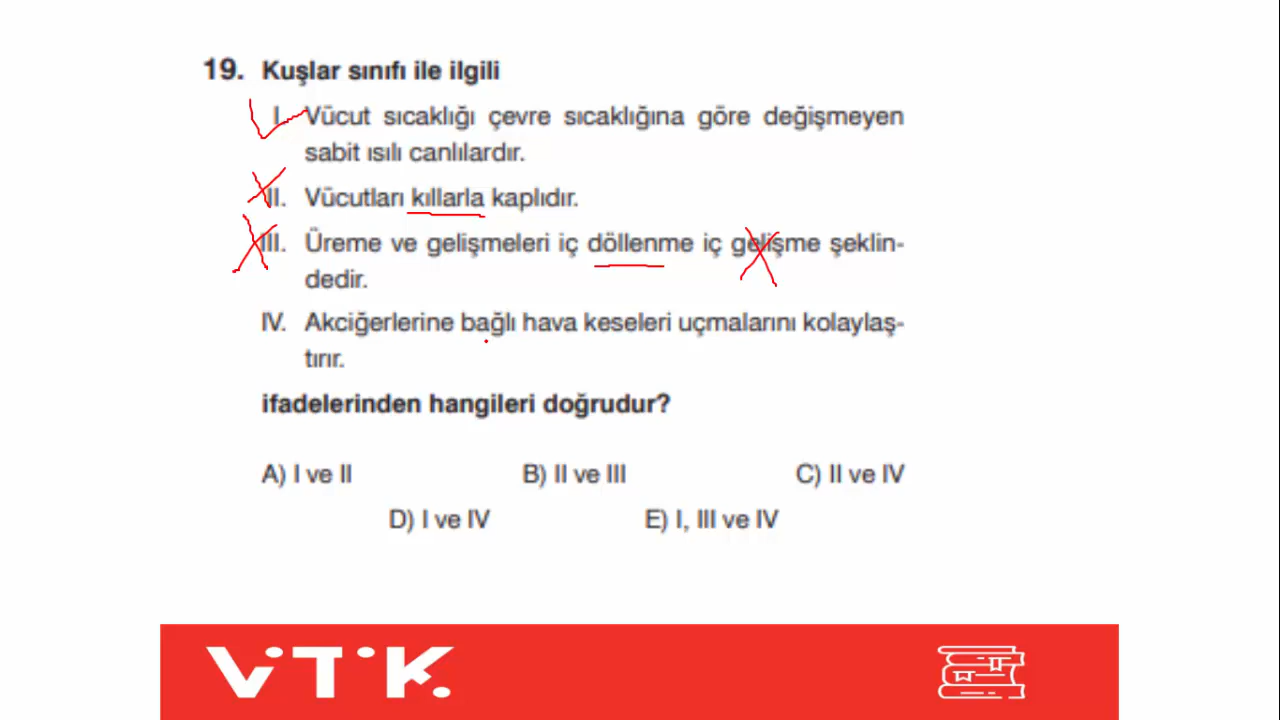 19. Kuşlar sınıfı ile ilgili
I. Vücut sıcaklığı çevre sıcaklığına göre değişmeyen
sabit ısılı canlılardır.
II. Vücutları kıllarla kaplıdır.
III. Üreme ve gelişmeleri iç döllenme iç gelişme şeklin-
dedir.
IV. Akciğerlerine bağlı hava keseleri uçmalarını kolaylaş-
tırır.
ifadelerinden hangileri doğrudur?
A) I ve II B) II ve III C) II ve IV
D) I ve IV E) I, III ve IV
VİTİK.